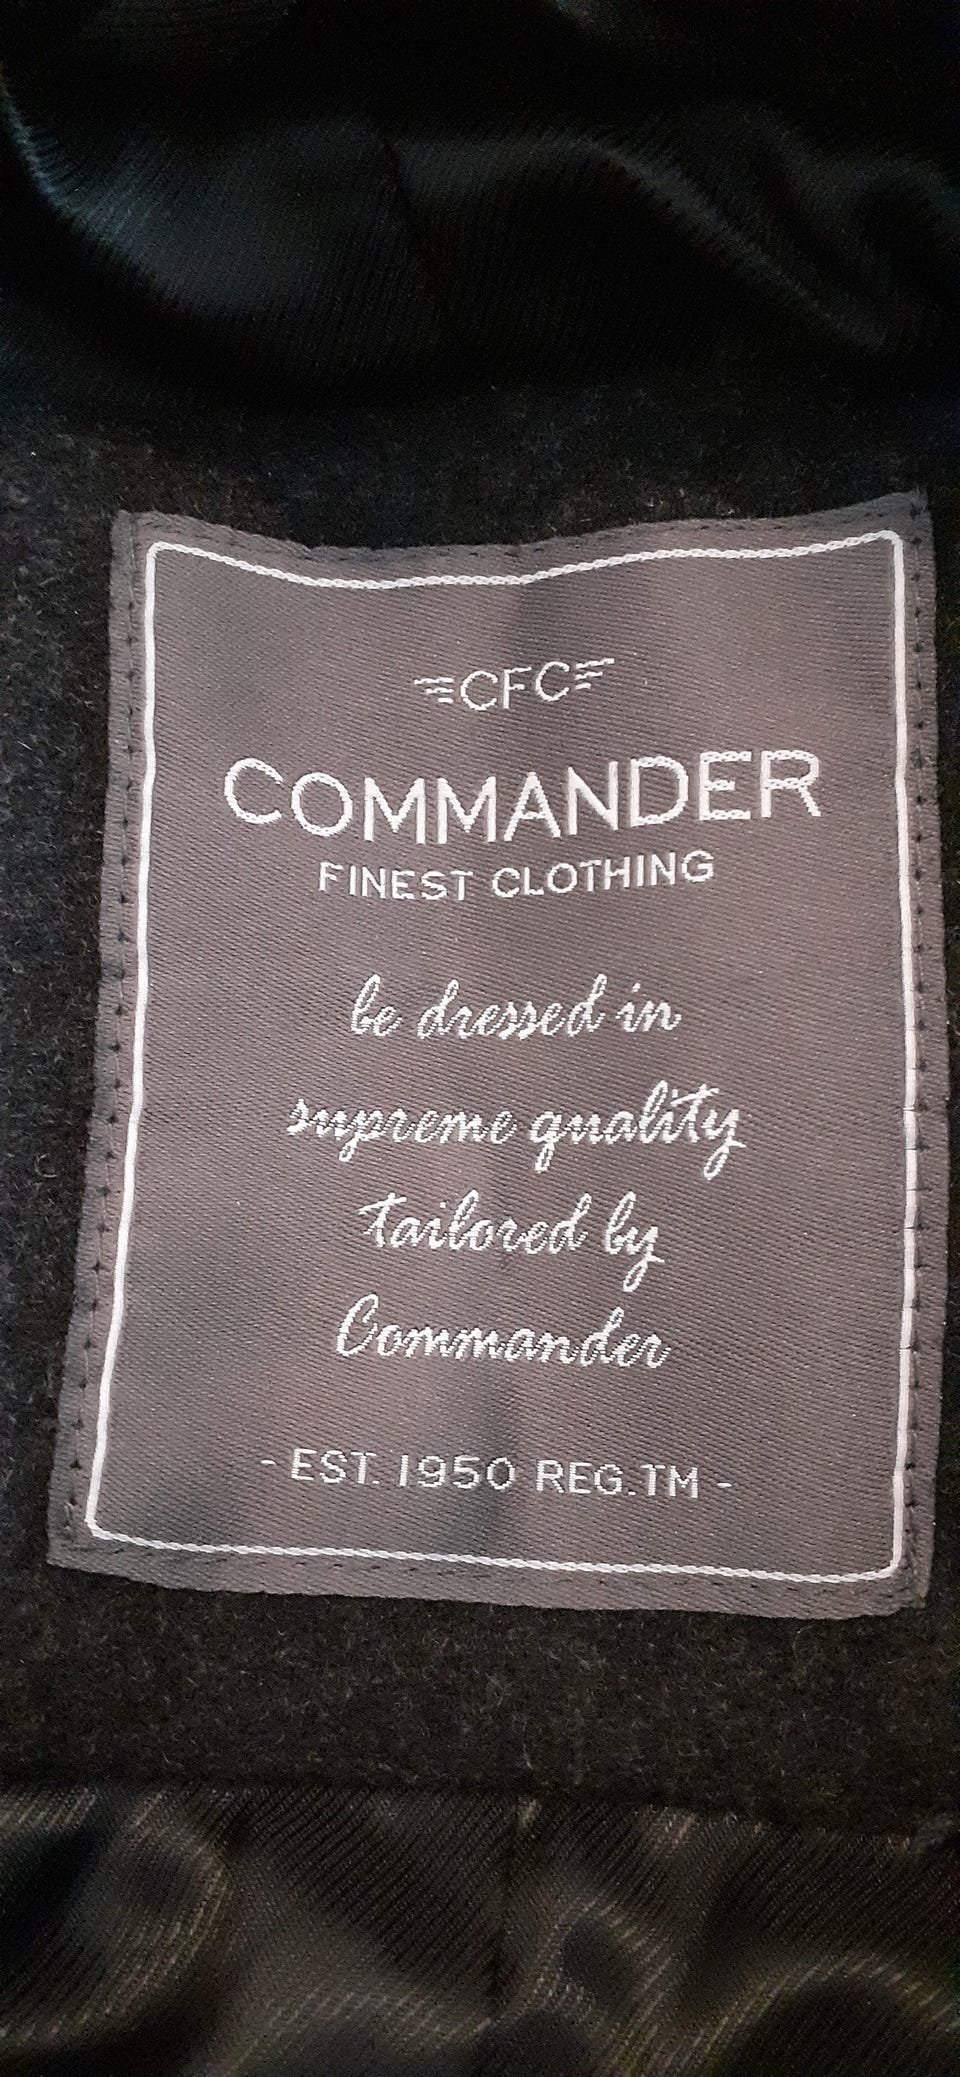 CFC
COMMANDER
FINEST CLOTHING
be dressed in
supreme quality
tailored by
Commander
- EST. 1950 REG.TM -